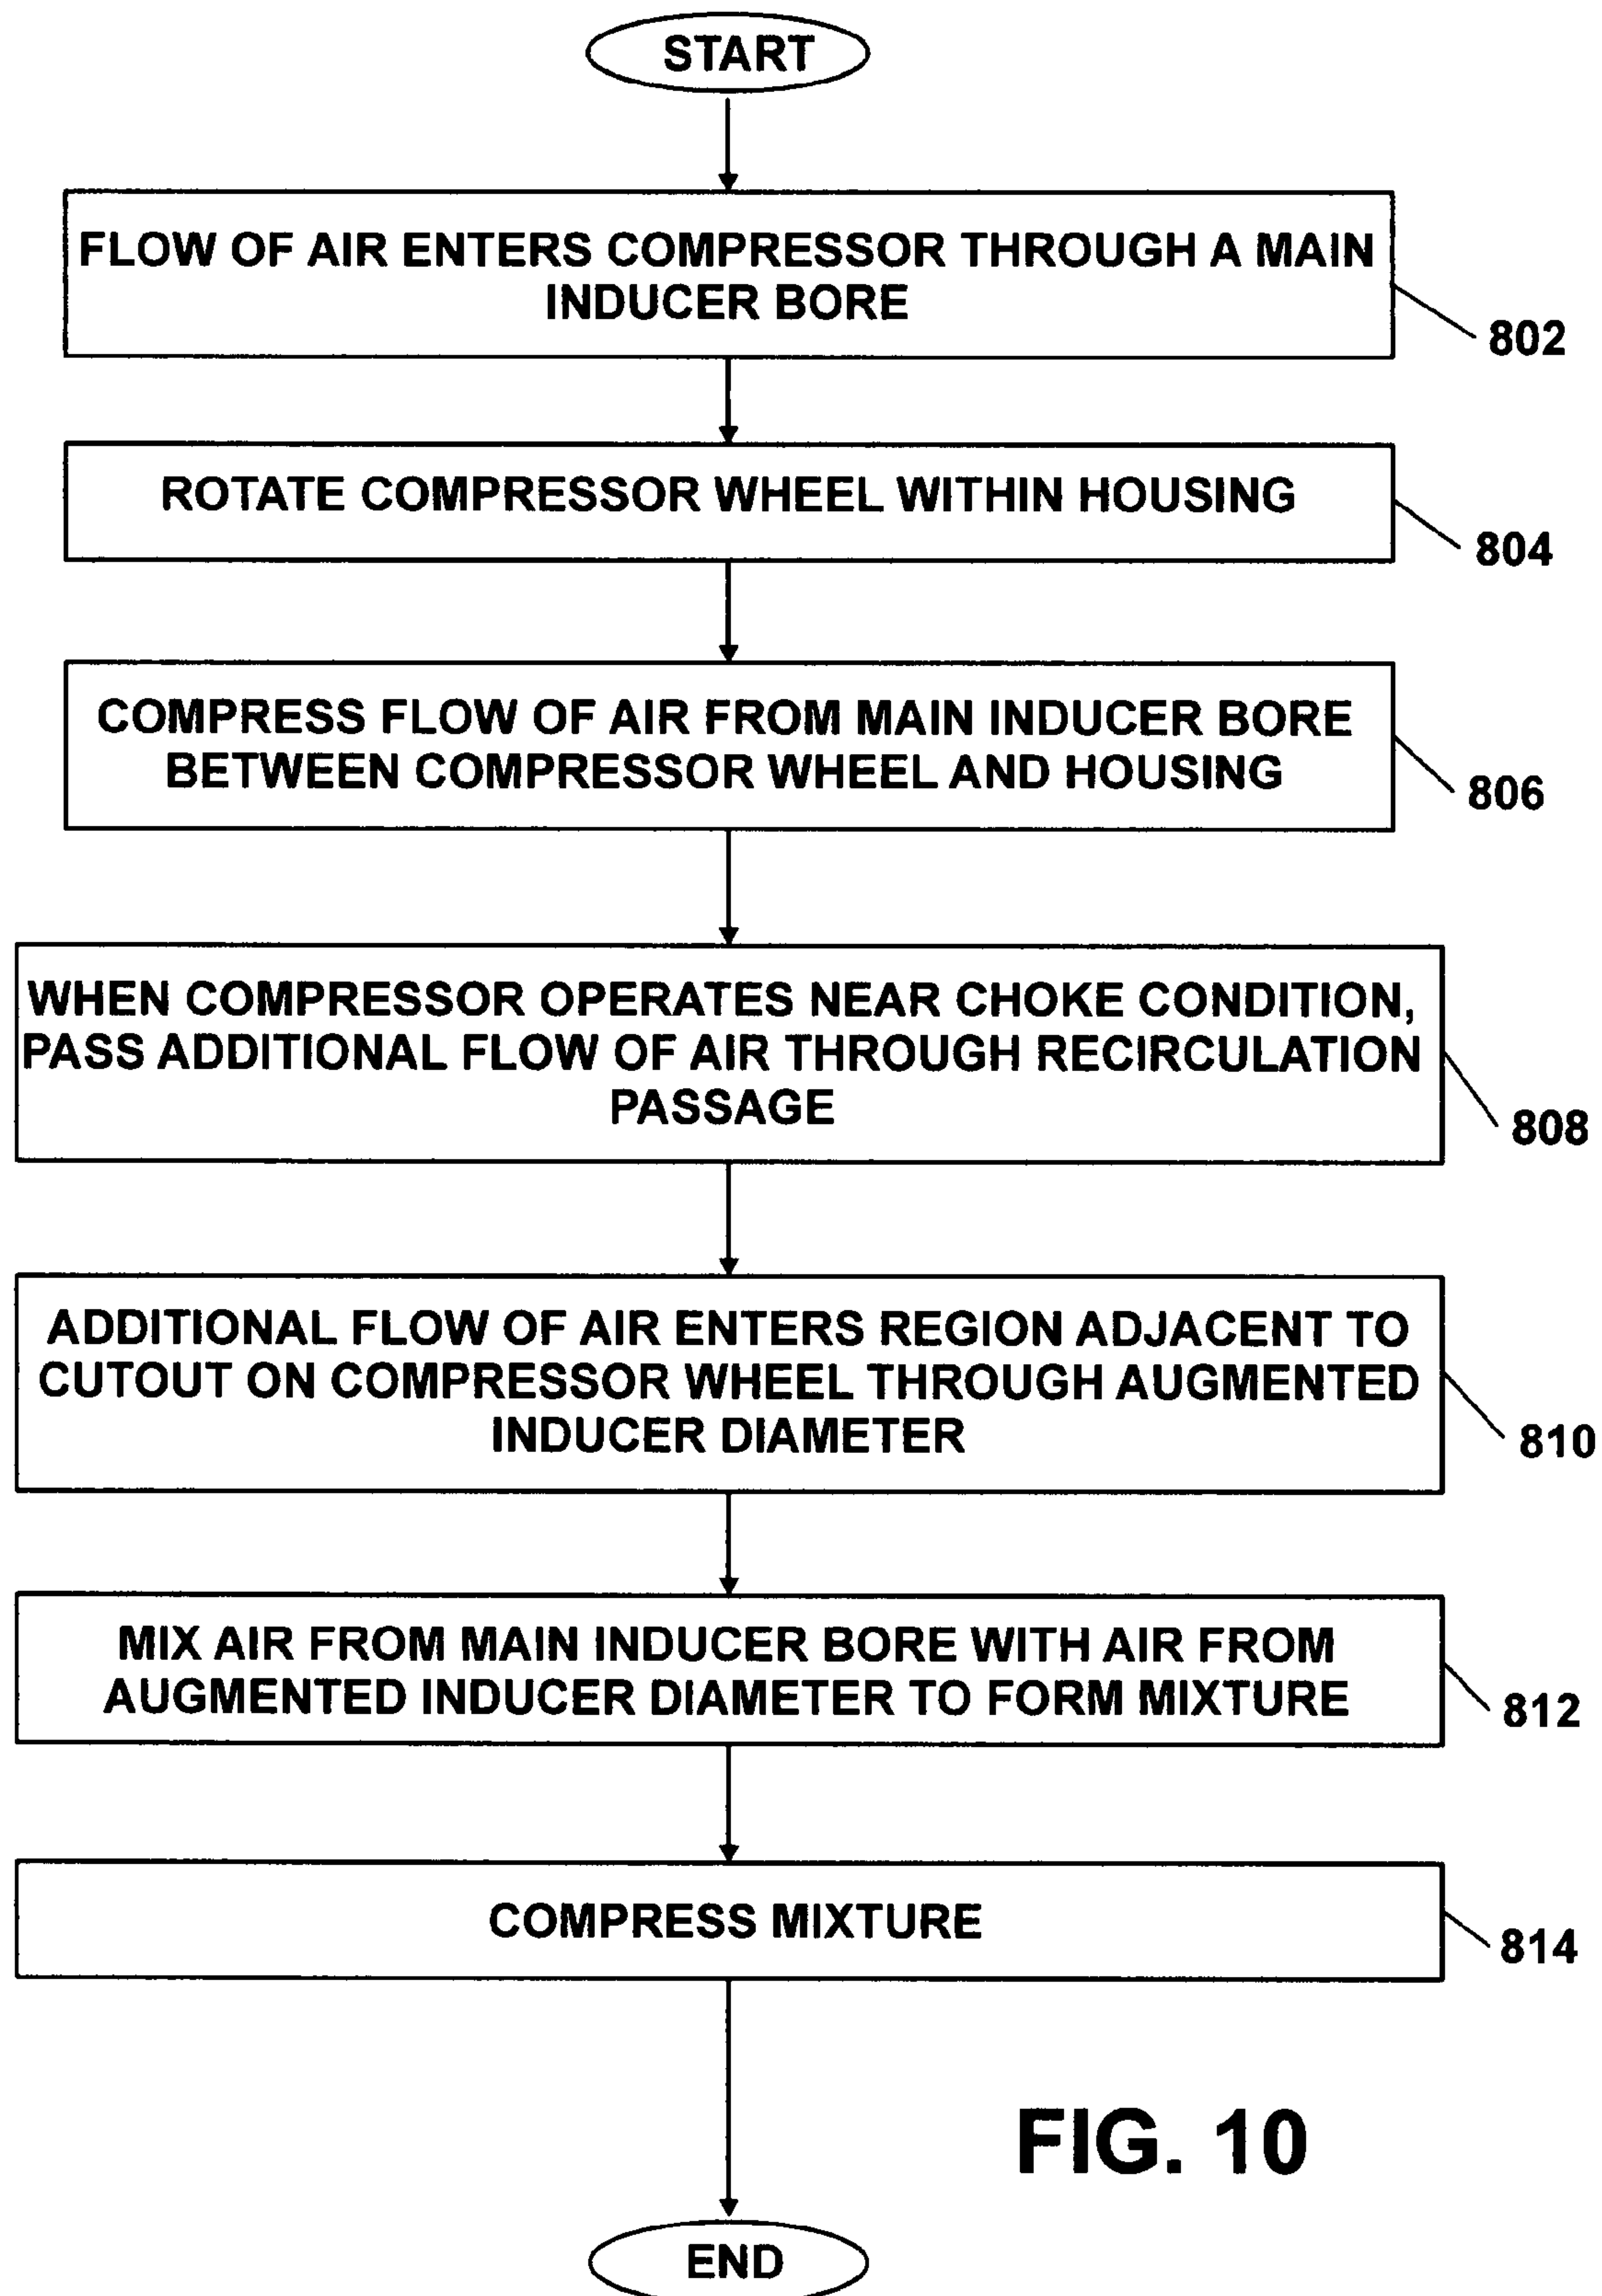 START
FLOW OF AIR ENTERS COMPRESSOR THROUGH A MAIN
INDUCER BORE
802
ROTATE COMPRESSOR WHEEL WITHIN HOUSING
804
COMPRESS FLOW OF AIR FROM MAIN INDUCER BORE
BETWEEN COMPRESSOR WHEEL AND HOUSING
806
WHEN COMPRESSOR OPERATES NEAR CHOKE CONDITION,
PASS ADDITIONAL FLOW OF AIR THROUGH RECIRCULATION
PASSAGE
808
ADDITIONAL FLOW OF AIR ENTERS REGION ADJACENT TO
CUTOUT ON COMPRESSOR WHEEL THROUGH AUGMENTED
INDUCER DIAMETER
810
MIX AIR FROM MAIN INDUCER BORE WITH AIR FROM
AUGMENTED INDUCER DIAMETER TO FORM MIXTURE
812
COMPRESS MIXTURE
814
FIG. 10
END